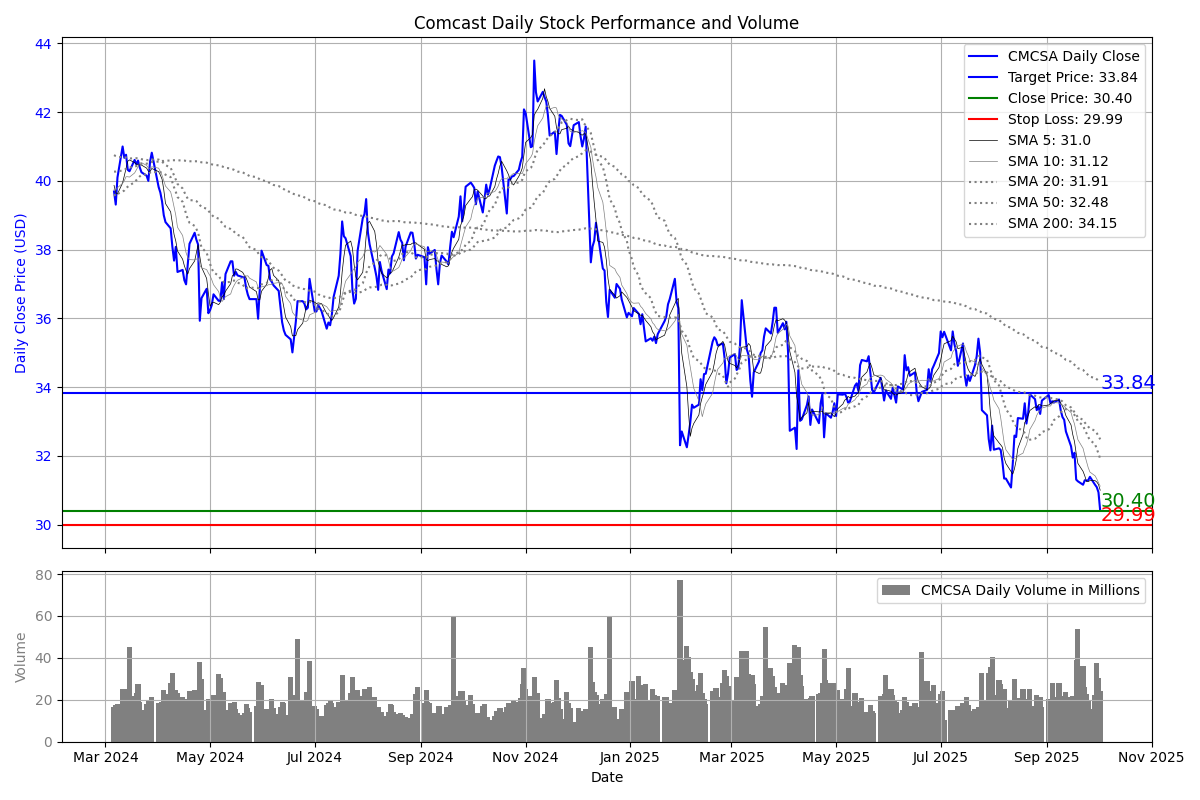 Comcast Daily Stock Performance and Volume
Daily Close Price (USD)
44
42
40
38
36
34
32
30
CMCSA Daily Close
Target Price: 33.84
Close Price: 30.40
Stop Loss: 29.99
SMA 5: 31.0
SMA 10: 31.12
SMA 20: 31.91
SMA 50: 32.48
SMA 200: 34.15
33.84
30.40
29.99
Volume
80
60
40
20
0
CMCSA Daily Volume in Millions
Mar 2024 May 2024 Jul 2024 Sep 2024 Nov 2024 Jan 2025 Mar 2025 May 2025 Jul 2025 Sep 2025 Nov 2025
Date